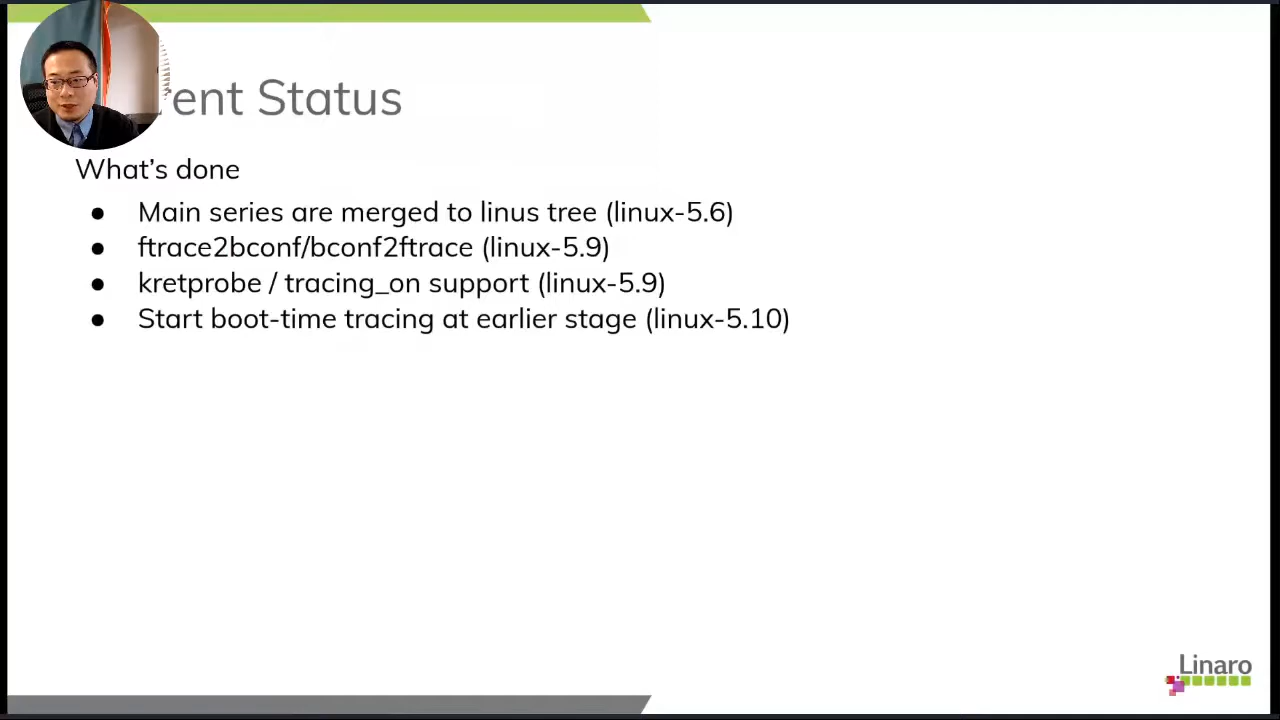 rent Status
What's done
● Main series are merged to linus tree (linux-5.6)
● ftrace2bconf/bconf2ftrace (linux-5.9)
● kretprobe / tracing_on support (linux-5.9)
● Start boot-time tracing at earlier stage (linux-5.10)
Linaro